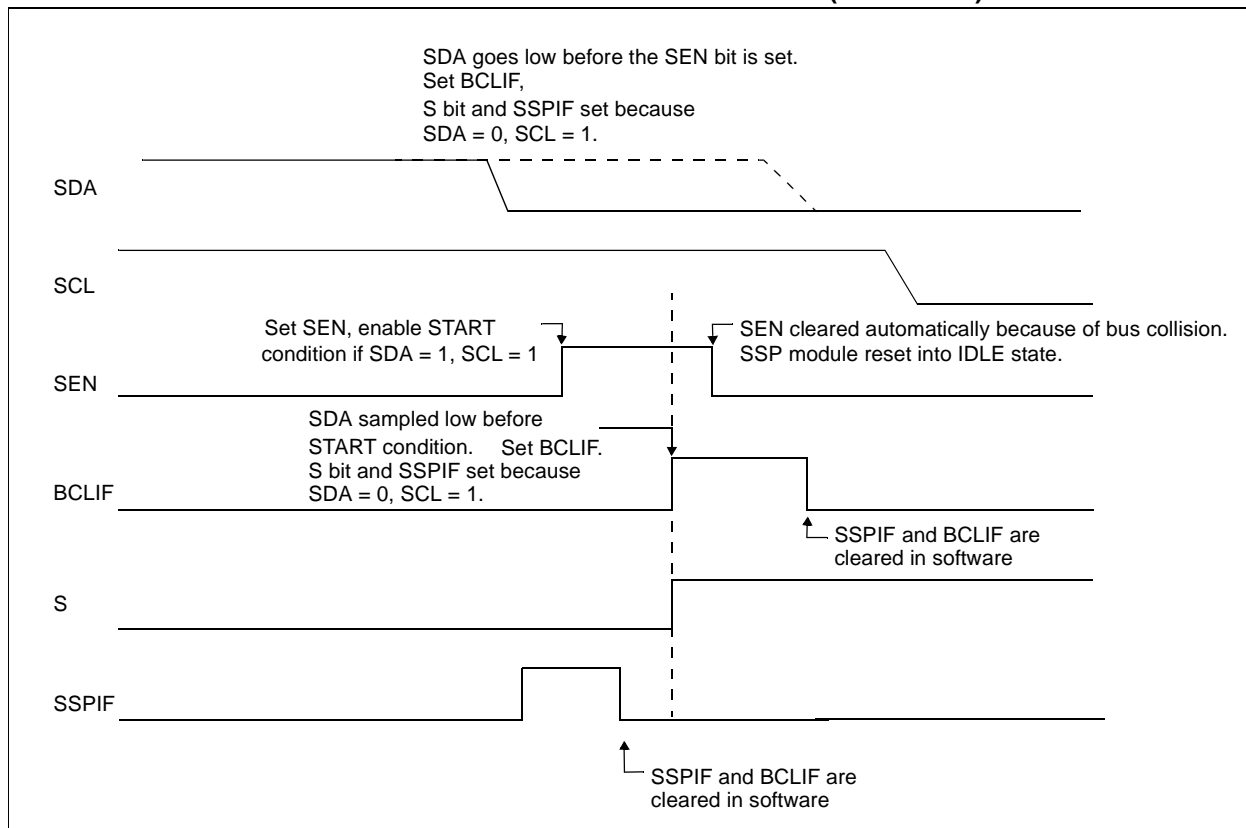 SDA goes low before the SEN bit is set.
Set BCLIF,
S bit and SSPIF set because
SDA = 0, SCL = 1.
SDA
SCL
Set SEN, enable START
condition if SDA = 1, SCL = 1
SEN cleared automatically because of bus collision.
SSP module reset into IDLE state.
SEN
SDA sampled low before
START condition. Set BCLIF.
S bit and SSPIF set because
SDA = 0, SCL = 1.
BCLIF
SSPIF and BCLIF are
cleared in software
S
SSPIF
SSPIF and BCLIF are
cleared in software